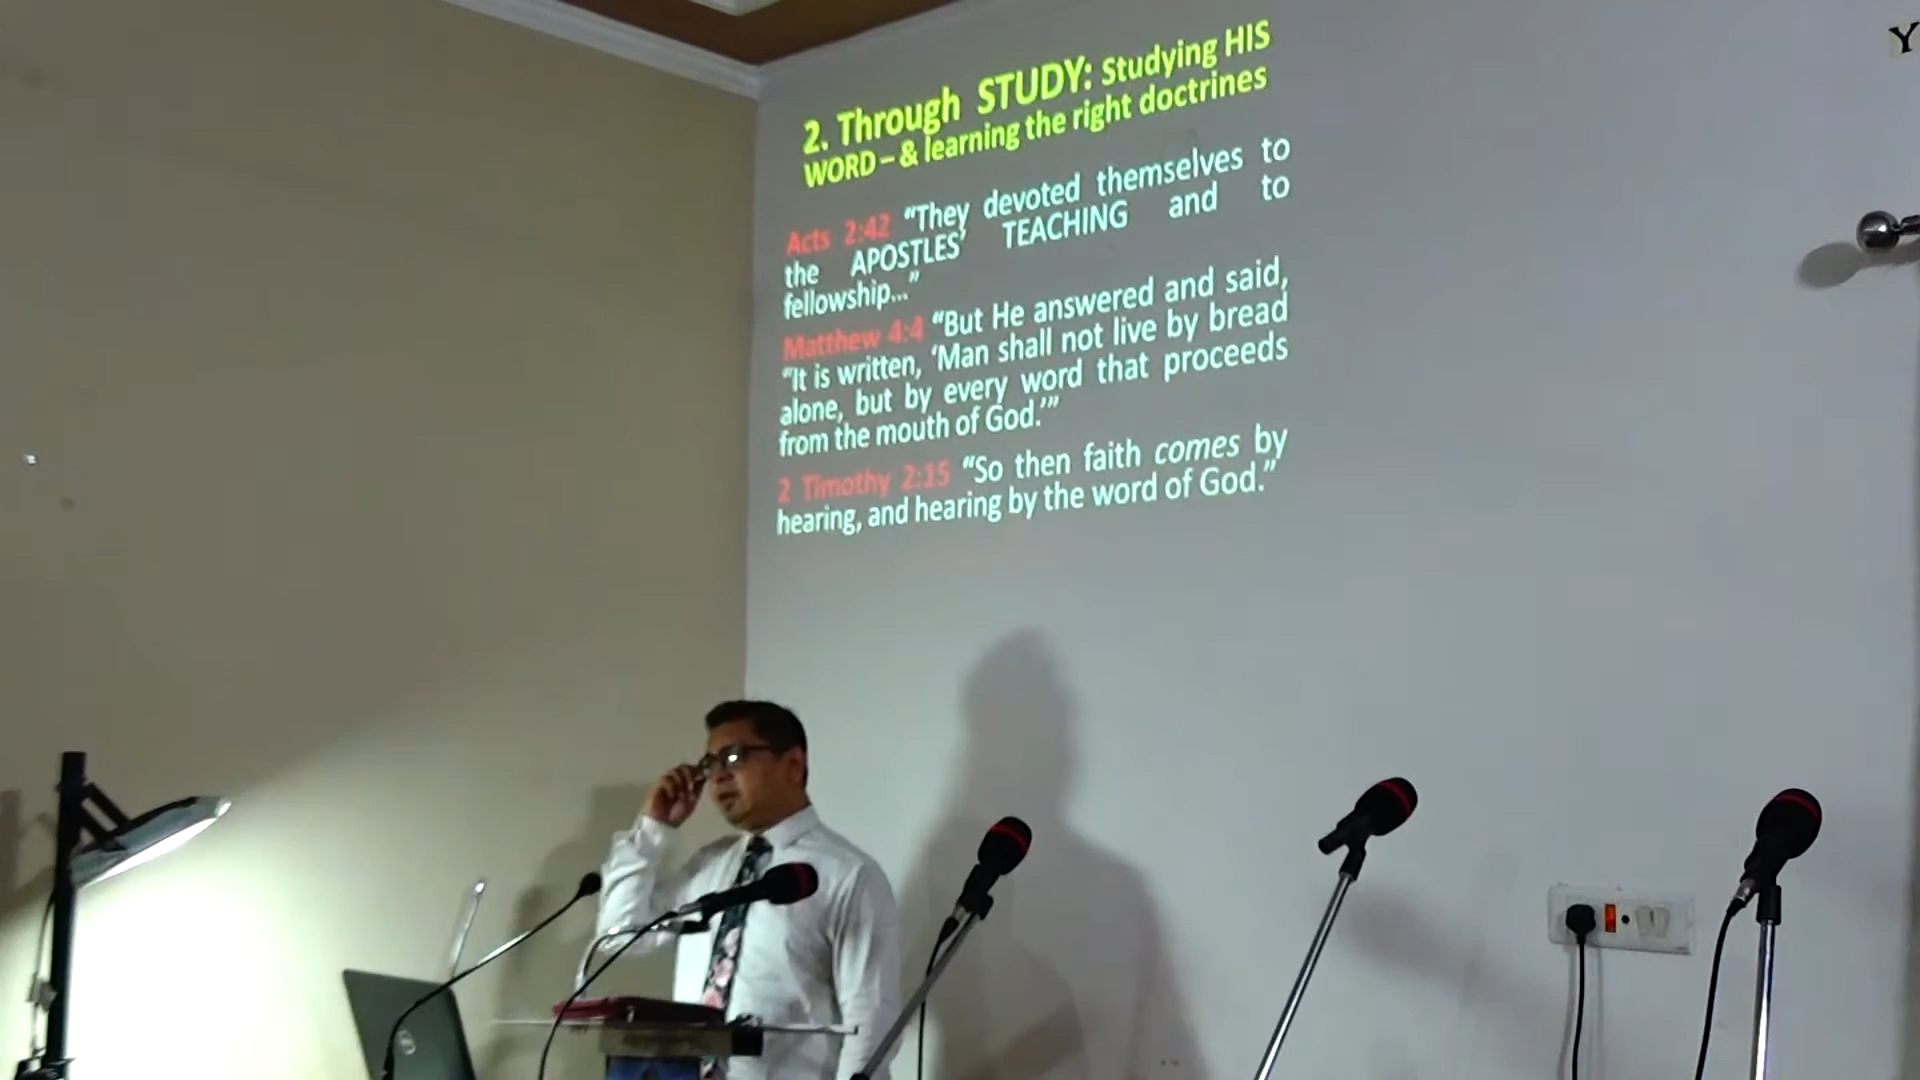 2. Through STUDY: Studying HIS
WORD – & learning the right doctrines
Acts 2:42 “They devoted themselves to
the APOSTLES’ TEACHING and to
fellowship...”
Matthew 4:4 “But He answered and said,
“It is written, ‘Man shall not live by bread
alone, but by every word that proceeds
from the mouth of God.’”
2 Timothy 2:15 “So then faith comes by
hearing, and hearing by the word of God.”
Y